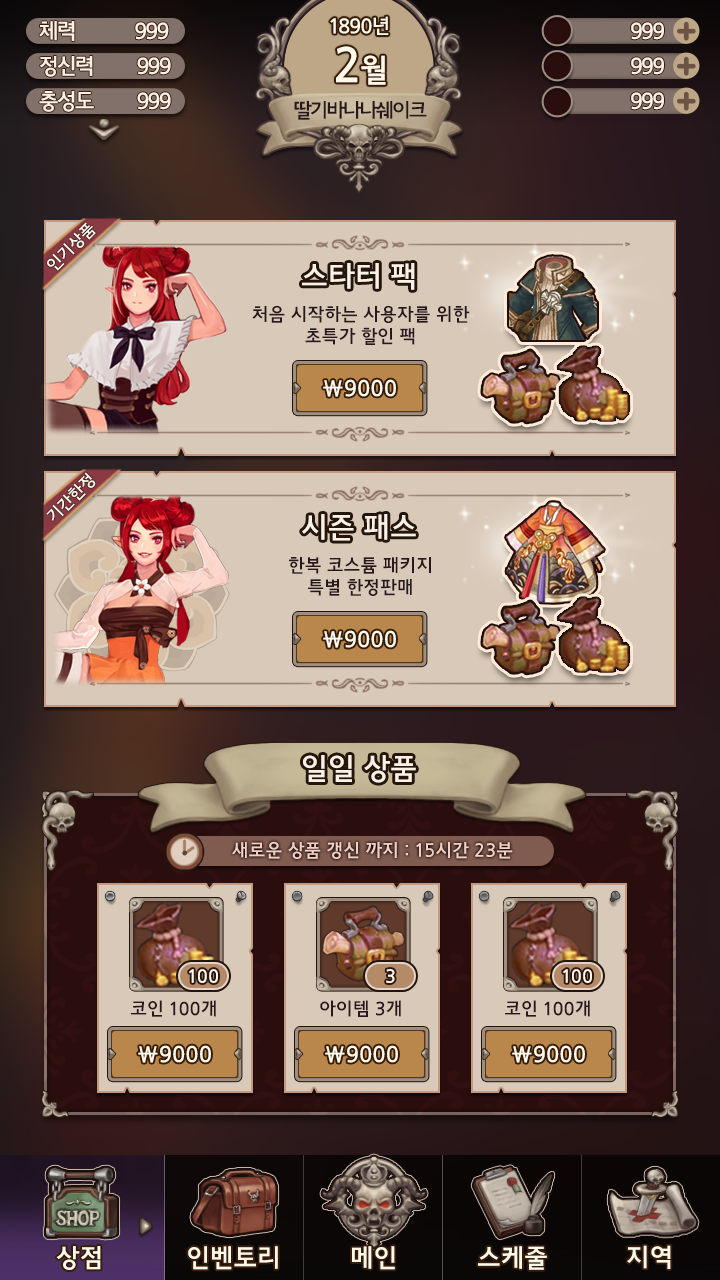 체력 999
정신력 999
충성도 999
1890년
2월
딸기바나나쉐이크
999
999
999
인기상품
스타터 팩
처음 시작하는 사용자를 위한
초특가 할인 팩
₩9000
기간한정
시즌 패스
한복 코스튬 패키지
특별 한정판매
₩9000
일일 상품
새로운 상품 갱신 까지 : 15시간 23분
100
코인 100개
₩9000
3
아이템 3개
₩9000
100
코인 100개
₩9000
SHOP
상점
인벤토리
메인
스케줄
지역